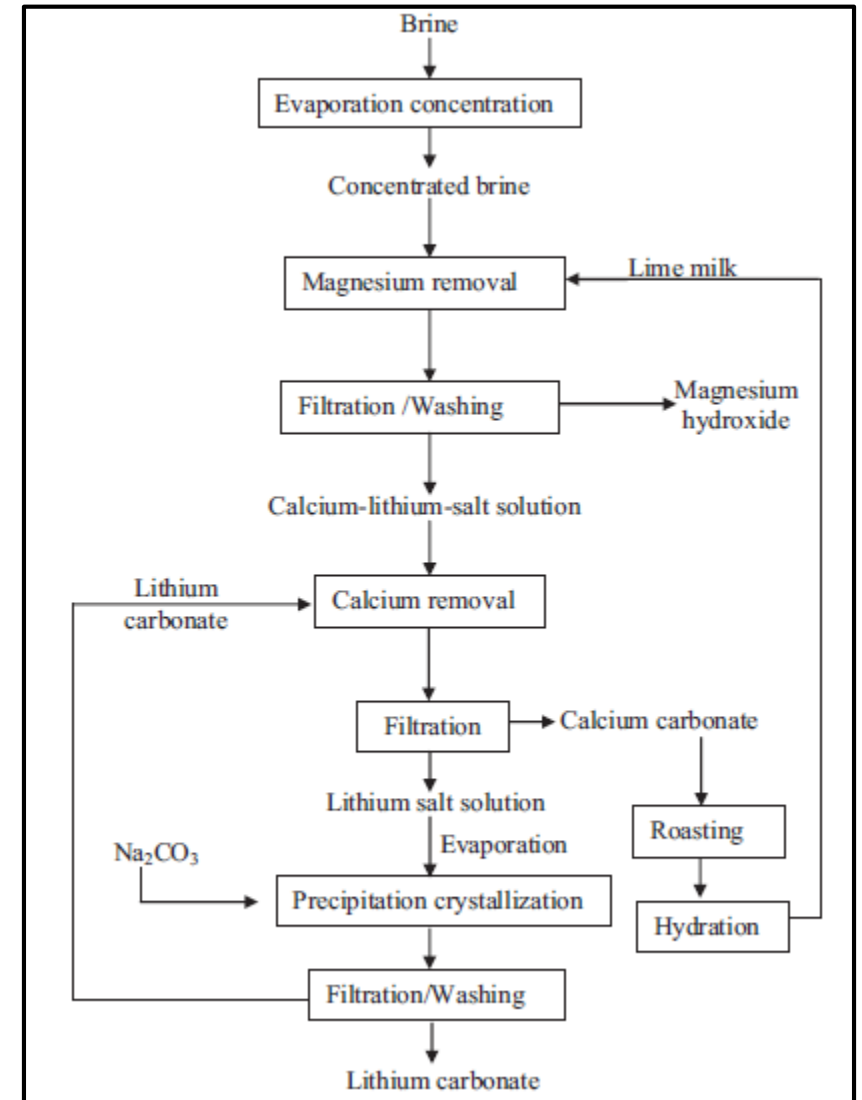 Brine
Evaporation concentration
Concentrated brine
Magnesium removal
Lime milk
Filtration /Washing
Magnesium
hydroxide
Calcium-lithium-salt solution
Lithium
carbonate
Calcium removal
Filtration
Calcium carbonate
Lithium salt solution
Roasting
Evaporation
Na₂CO₃
Precipitation crystallization
Hydration
Filtration/Washing
Lithium carbonate